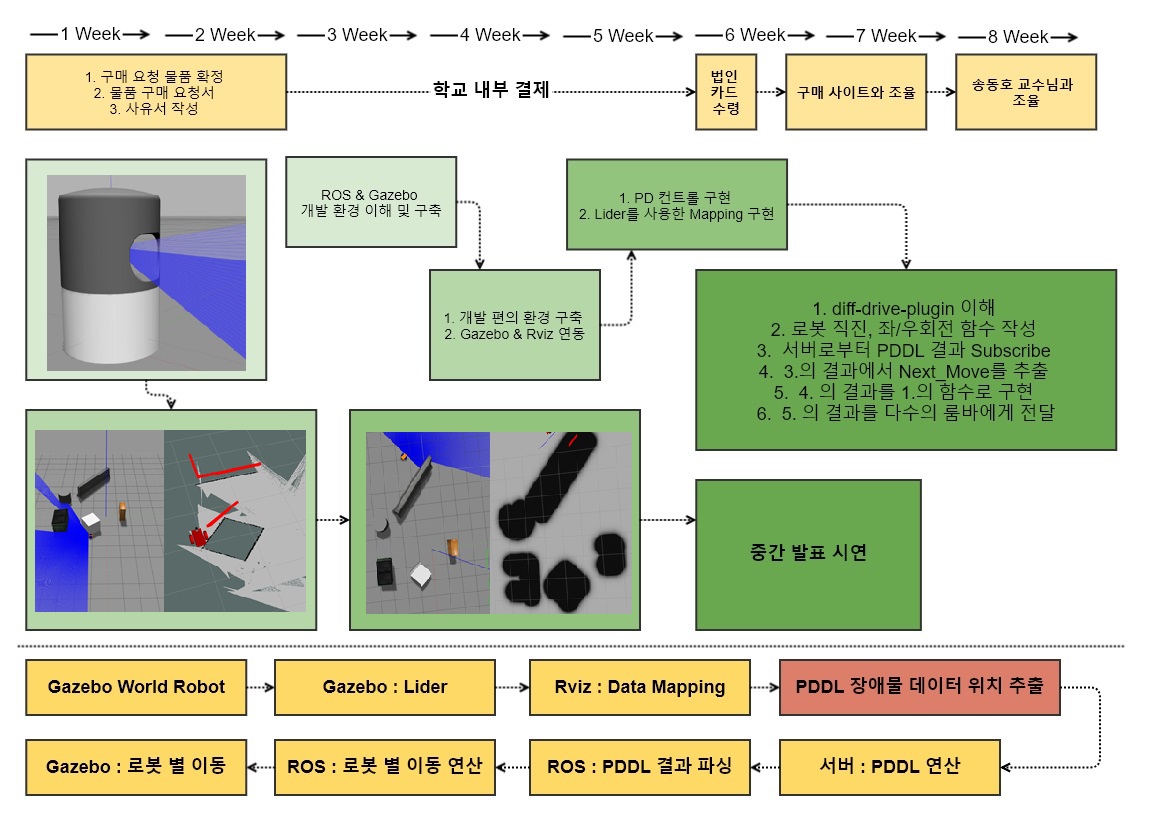 1 Week
2 Week
3 Week
4 Week
5 Week
6 Week
7 Week
8 Week
1. 구매 요청 물품 확정
2. 물품 구매 요청서
3. 사유서 작성
학교 내부 결제
법인
카드
수령
구매 사이트와 조율
송동호 교수님과
조율
ROS & Gazebo
개발 환경 이해 및 구축
1. PD 컨트롤 구현
2. Lider를 사용한 Mapping 구현
1. 개발 편의 환경 구축
2. Gazebo & Rviz 연동
1. diff-drive-plugin 이해
2. 로봇 직진, 좌/우회전 함수 작성
3. 서버로부터 PDDL 결과 Subscribe
4. 3.의 결과에서 Next_Move를 추출
5. 4. 의 결과를 1.의 함수로 구현
6. 5. 의 결과를 다수의 룸바에게 전달
중간 발표 시연
Gazebo World Robot
Gazebo : Lider
Rviz : Data Mapping
PDDL 장애물 데이터 위치 추출
Gazebo : 로봇 별 이동
ROS : 로봇 별 이동 연산
ROS : PDDL 결과 파싱
서버 : PDDL 연산